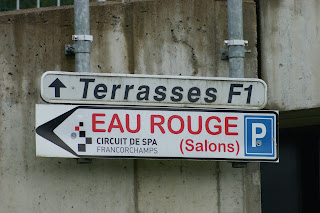 Terrasses F1
EAU ROUGE
CIRCUIT DE SPA
FRANCORCHAMPS
(Salons)
P